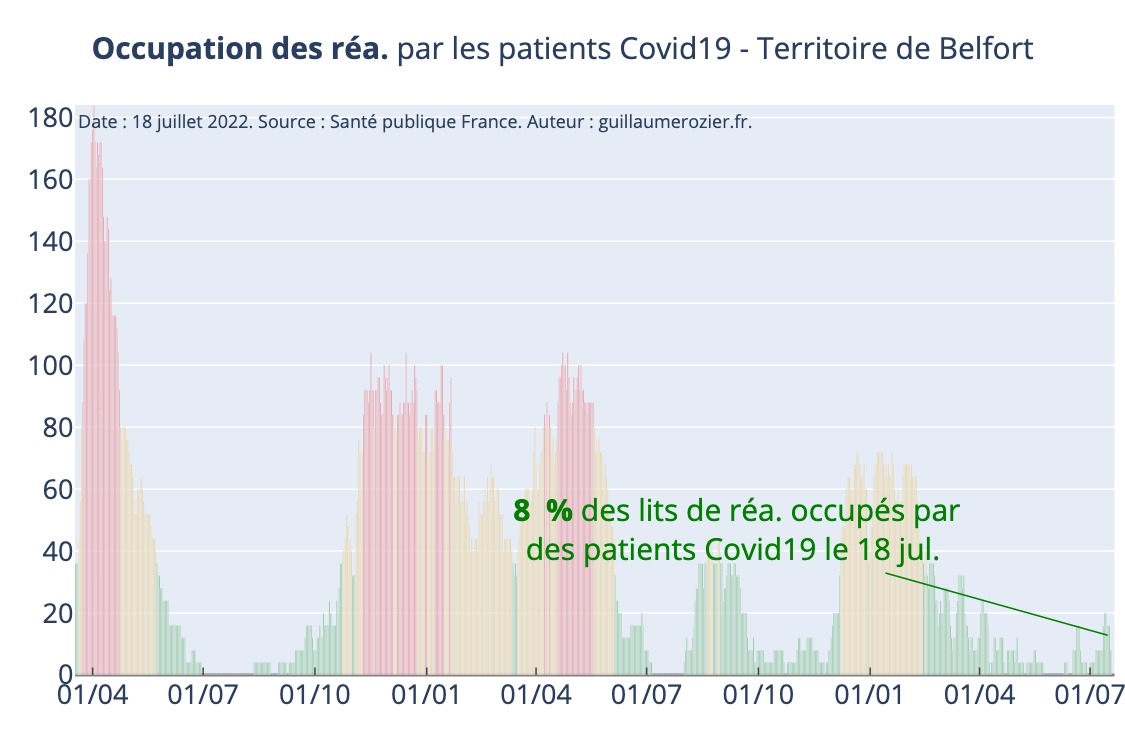 Occupation des réa. par les patients Covid19 - Territoire de Belfort
180
Date : 18 juillet 2022. Source : Santé publique France. Auteur : guillaumerozier.fr.
160
140
120
100
80
60
8 % des lits de réa. occupés par
des patients Covid19 le 18 jul.
40
20
0
01/04 01/07 01/10 01/01 01/04 01/07 01/10 01/01 01/04 01/07